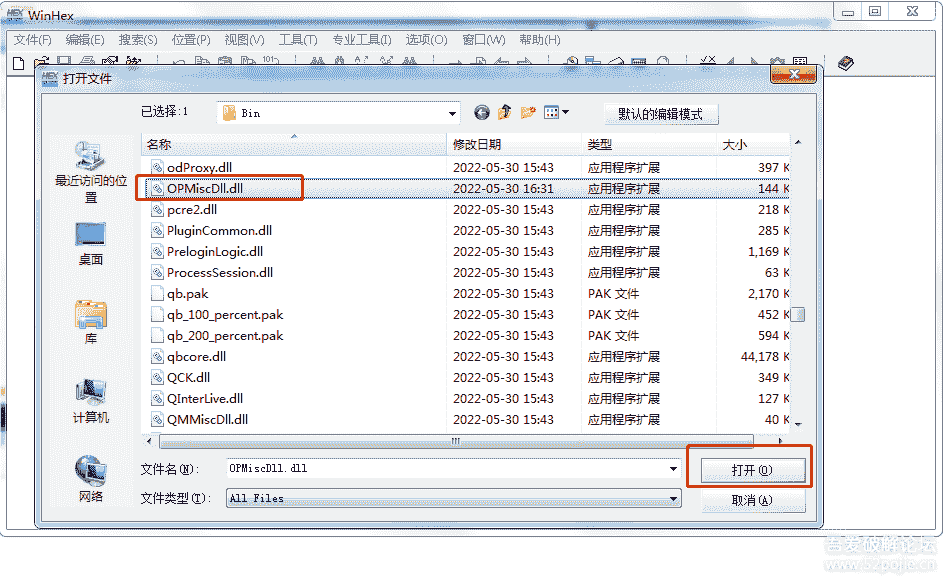 WinHex
文件(F) 编辑(E) 搜索(S) 位置(P) 视图(V) 工具(T) 专业工具(I) 选项(O) 窗口(W) 帮助(H)
打开文件
已选择:1 Bin 默认的编辑模式
名称 修改日期 类型 大小
odProxy.dll 2022-05-30 15:43 应用程序扩展 397 K
OPMiscDll.dll 2022-05-30 16:31 应用程序扩展 144 K
pcre2.dll 2022-05-30 15:43 应用程序扩展 218 K
PluginCommon.dll 2022-05-30 15:43 应用程序扩展 285 K
PreloginLogic.dll 2022-05-30 15:43 应用程序扩展 1,169 K
ProcessSession.dll 2022-05-30 15:43 应用程序扩展 63 K
qb.pak 2022-05-30 15:43 PAK 文件 2,170 K
qb_100_percent.pak 2022-05-30 15:43 PAK 文件 452 K
qb_200_percent.pak 2022-05-30 15:43 PAK 文件 594 K
qbcore.dll 2022-05-30 15:43 应用程序扩展 44,178 K
QCK.dll 2022-05-30 15:43 应用程序扩展 349 K
QInterLive.dll 2022-05-30 15:43 应用程序扩展 127 K
QMMiscDll.dll 2022-05-30 15:43 应用程序扩展 40 K
最近访问的位
置
桌面
库
计算机
网络
文件名(N): OPMiscDll.dll 打开(O)
文件类型(T): All Files 取消(A)
吾爱破解论坛
www.52pojie.cn